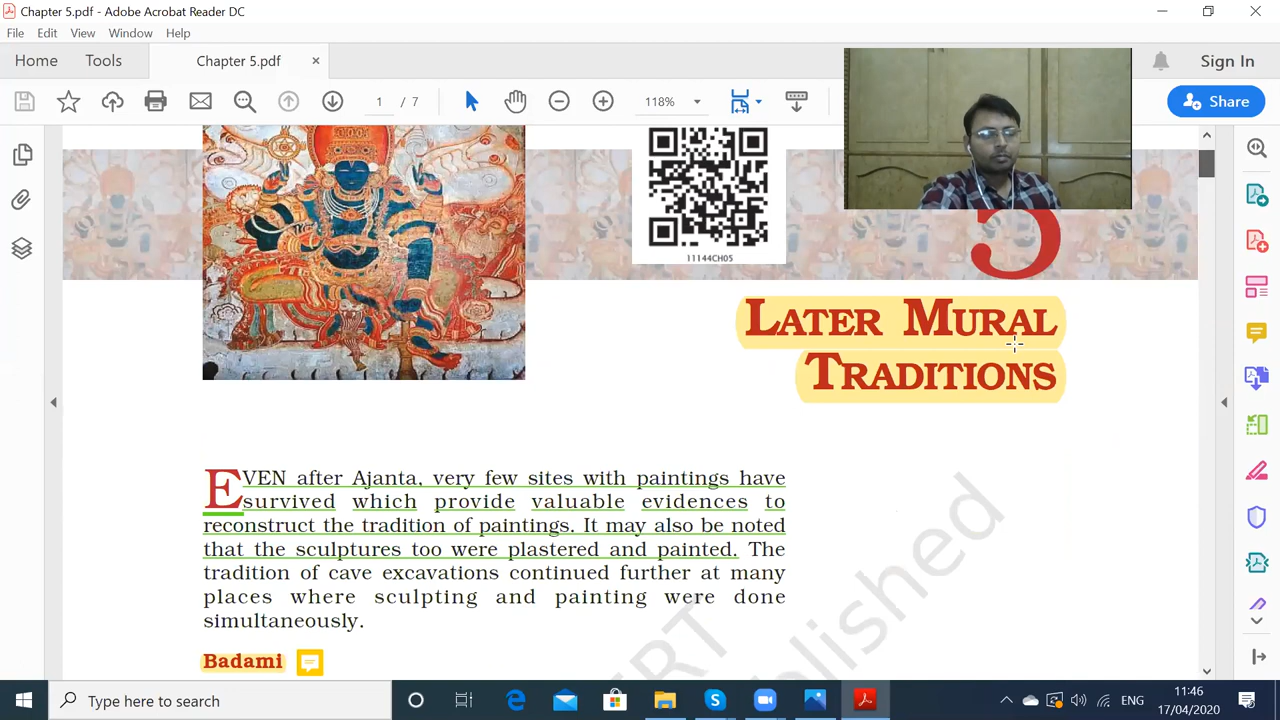 Chapter 5.pdf - Adobe Acrobat Reader DC
File Edit View Window Help
Home Tools Chapter 5.pdf × Sign In
1 / 7 118% Share
11144CH05
5
LATER MURAL
TRADITIONS
EVEN after Ajanta, very few sites with paintings have
survived which provide valuable evidences to
reconstruct the tradition of paintings. It may also be noted
that the sculptures too were plastered and painted. The
tradition of cave excavations continued further at many
places where sculpting and painting were done
simultaneously.
Badami
Type here to search
ENG
11:46
17/04/2020